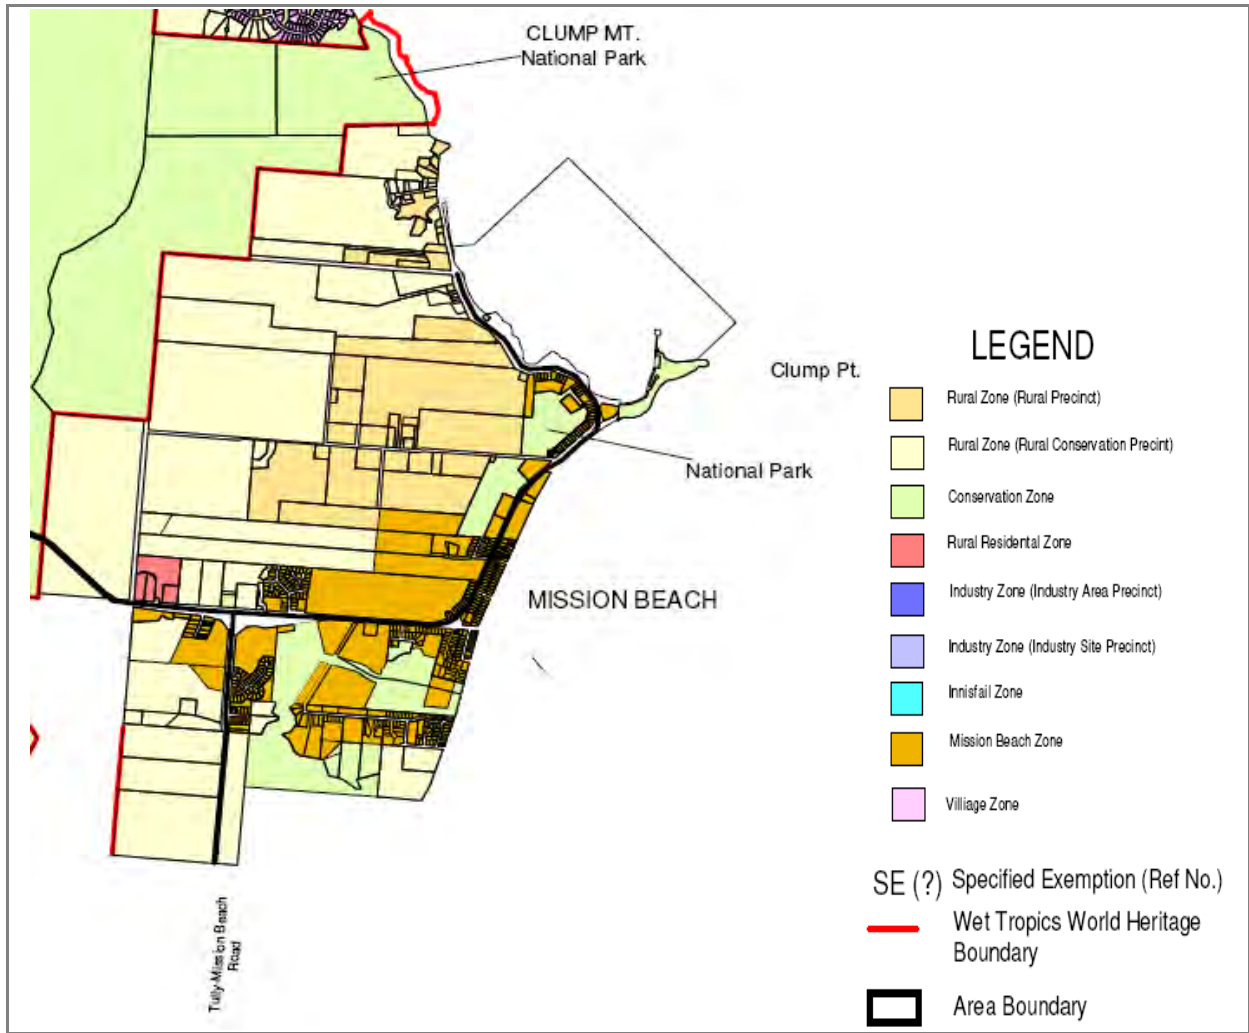 CLUMP MT.
National Park
Clump Pt.
National Park
MISSION BEACH
Tully-Mission Beach
Road
LEGEND
Rural Zone (Rural Precinct)
Rural Zone (Rural Conservation Precint)
Conservation Zone
Rural Residental Zone
Industry Zone (Industry Area Precinct)
Industry Zone (Industry Site Precinct)
Innisfail Zone
Mission Beach Zone
Villiage Zone
SE (?) Specified Exemption (Ref No.)
Wet Tropics World Heritage
Boundary
Area Boundary